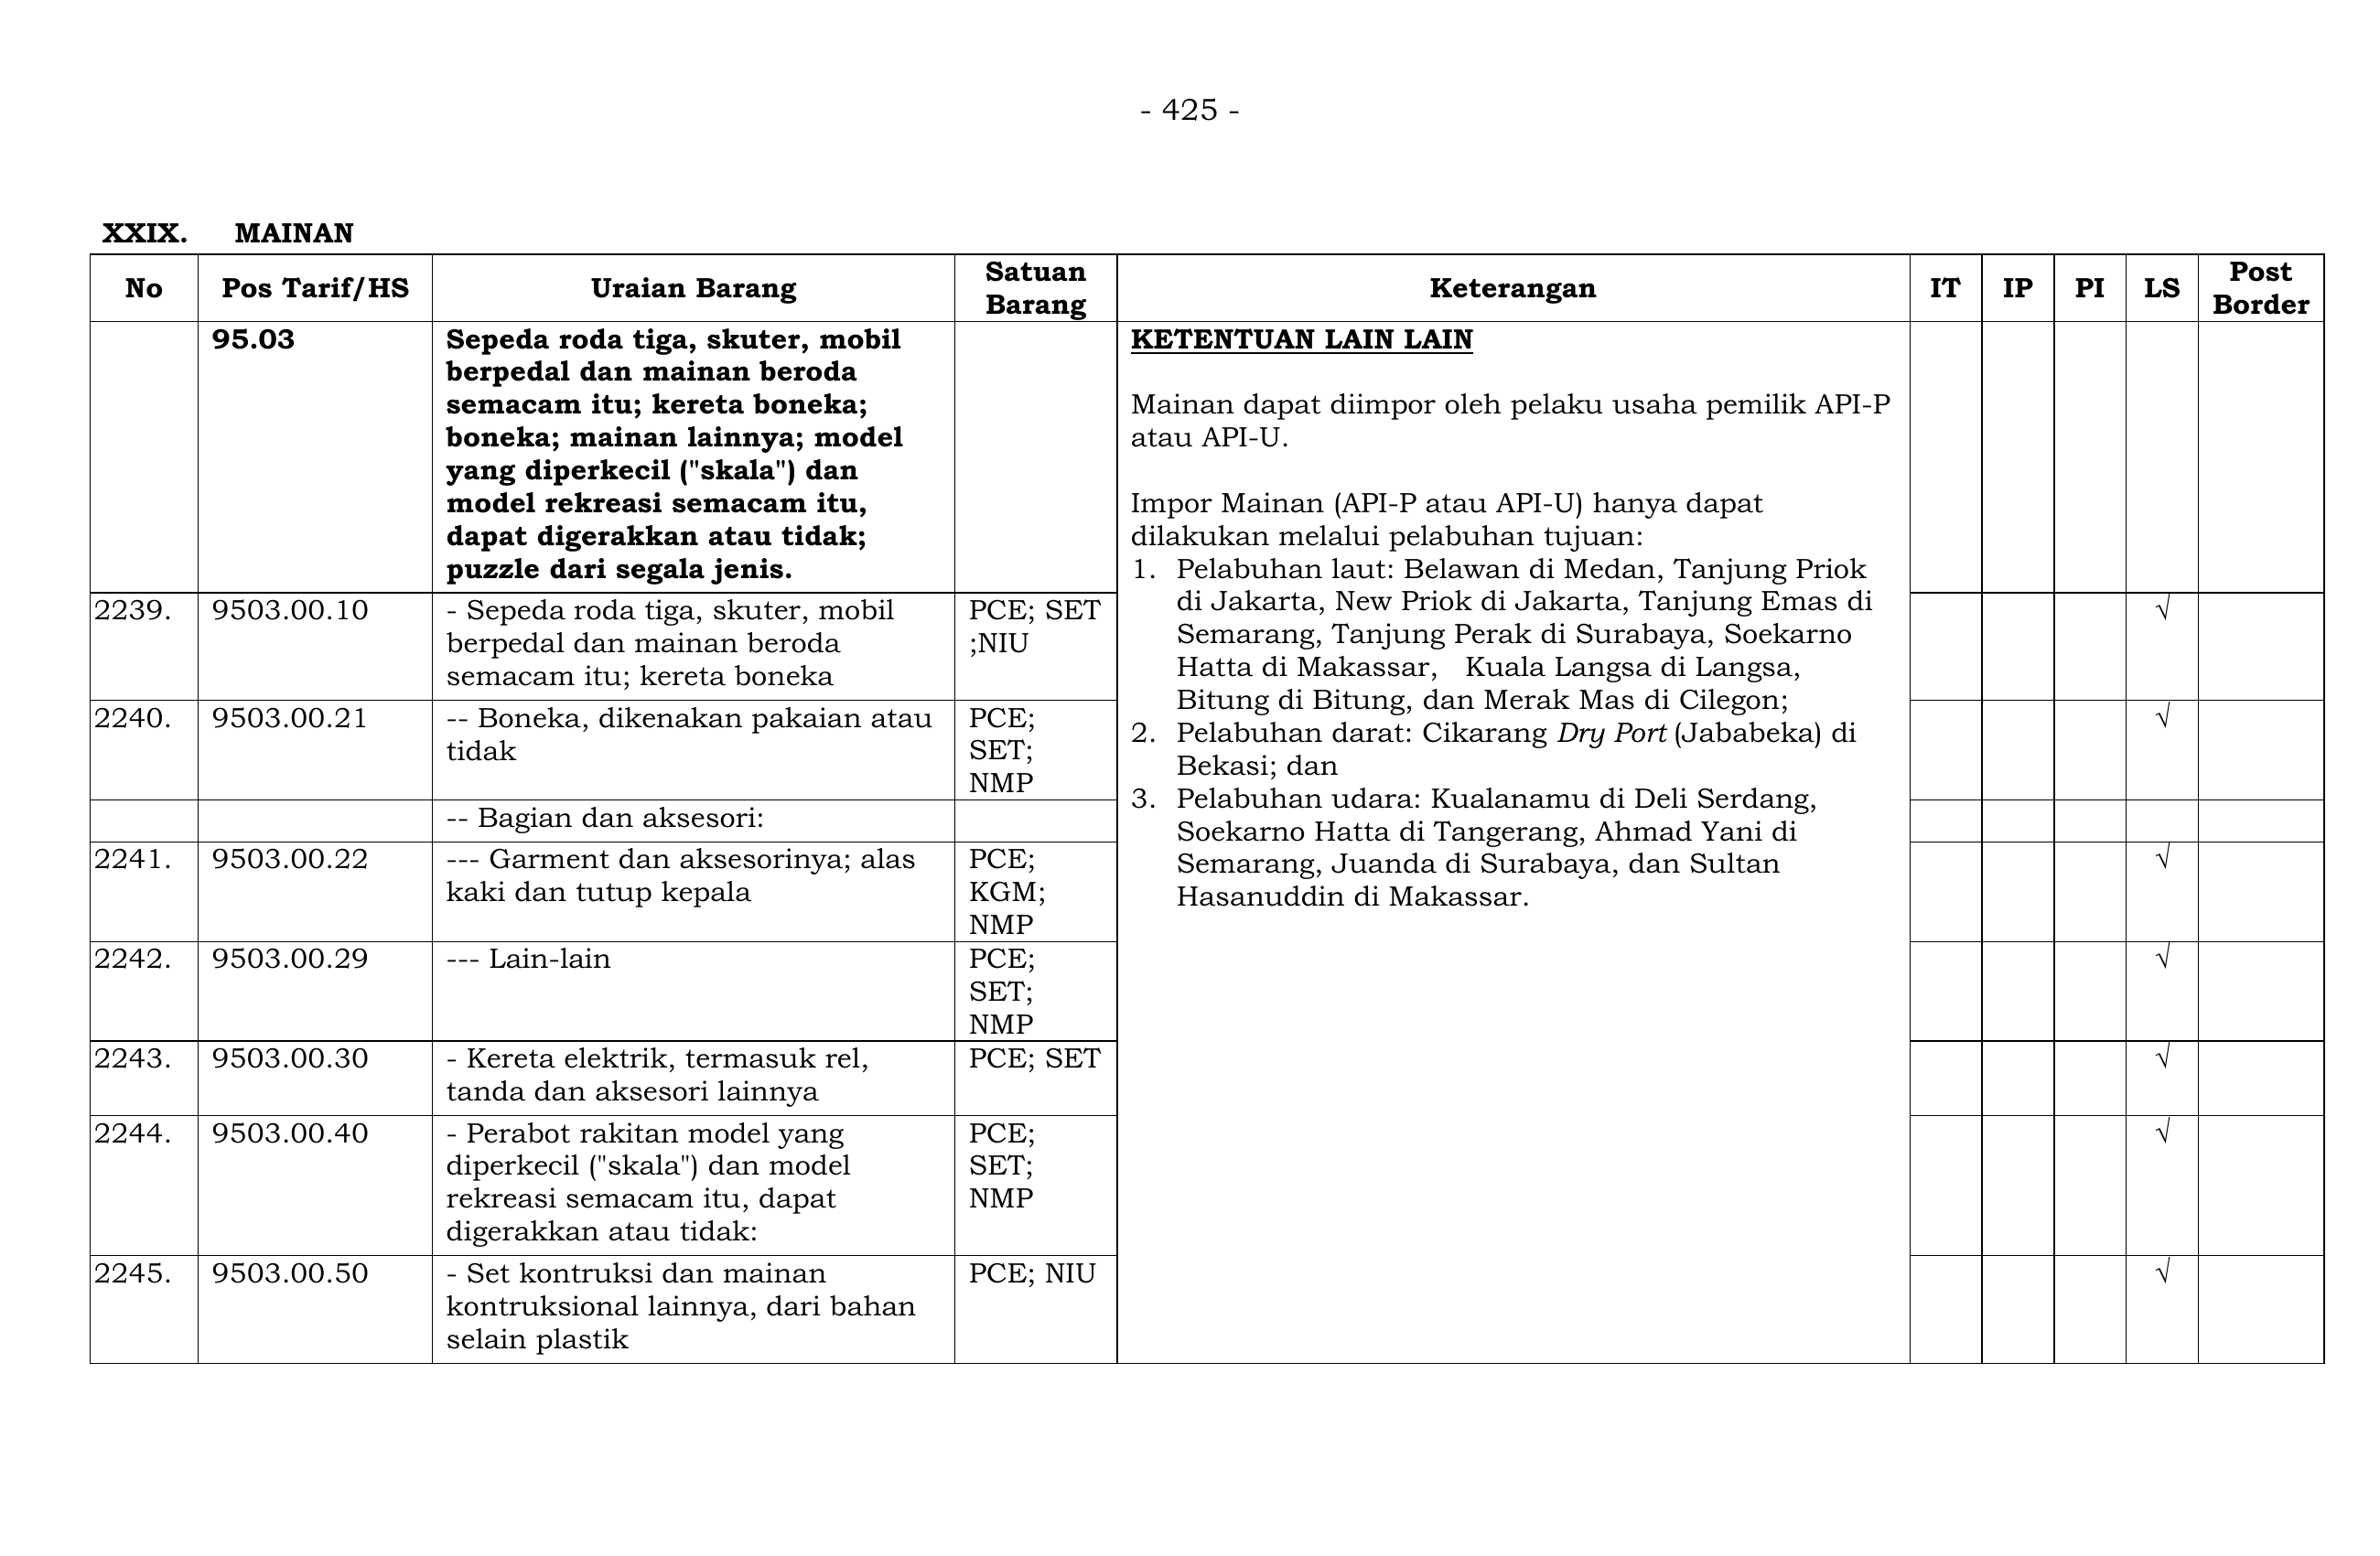 - 425 -
XXIX. MAINAN
No Pos Tarif/HS Uraian Barang Satuan Barang Keterangan IT IP PI LS Post Border
95.03
Sepeda roda tiga, skuter, mobil
berpedal dan mainan beroda
semacam itu; kereta boneka;
boneka; mainan lainnya; model
yang diperkecil ("skala") dan
model rekreasi semacam itu,
dapat digerakkan atau tidak;
puzzle dari segala jenis.
KETENTUAN LAIN LAIN
Mainan dapat diimpor oleh pelaku usaha pemilik API-P
atau API-U.
Impor Mainan (API-P atau API-U) hanya dapat
dilakukan melalui pelabuhan tujuan:
1. Pelabuhan laut: Belawan di Medan, Tanjung Priok
di Jakarta, New Priok di Jakarta, Tanjung Emas di
Semarang, Tanjung Perak di Surabaya, Soekarno
Hatta di Makassar, Kuala Langsa di Langsa,
Bitung di Bitung, dan Merak Mas di Cilegon;
2. Pelabuhan darat: Cikarang Dry Port (Jababeka) di
Bekasi; dan
3. Pelabuhan udara: Kualanamu di Deli Serdang,
Soekarno Hatta di Tangerang, Ahmad Yani di
Semarang, Juanda di Surabaya, dan Sultan
Hasanuddin di Makassar.
2239. 9503.00.10 - Sepeda roda tiga, skuter, mobil PCE; SET √
berpedal dan mainan beroda ;NIU
semacam itu; kereta boneka
2240. 9503.00.21 -- Boneka, dikenakan pakaian atau PCE; √
tidak SET;
NMP
-- Bagian dan aksesori:
2241. 9503.00.22 --- Garment dan aksesorinya; alas PCE; √
kaki dan tutup kepala KGM;
NMP
2242. 9503.00.29 --- Lain-lain PCE; √
SET;
NMP
2243. 9503.00.30 - Kereta elektrik, termasuk rel, PCE; SET √
tanda dan aksesori lainnya
2244. 9503.00.40 - Perabot rakitan model yang PCE; √
diperkecil ("skala") dan model SET;
rekreasi semacam itu, dapat NMP
digerakkan atau tidak:
2245. 9503.00.50 - Set kontruksi dan mainan PCE; NIU √
kontruksional lainnya, dari bahan
selain plastik